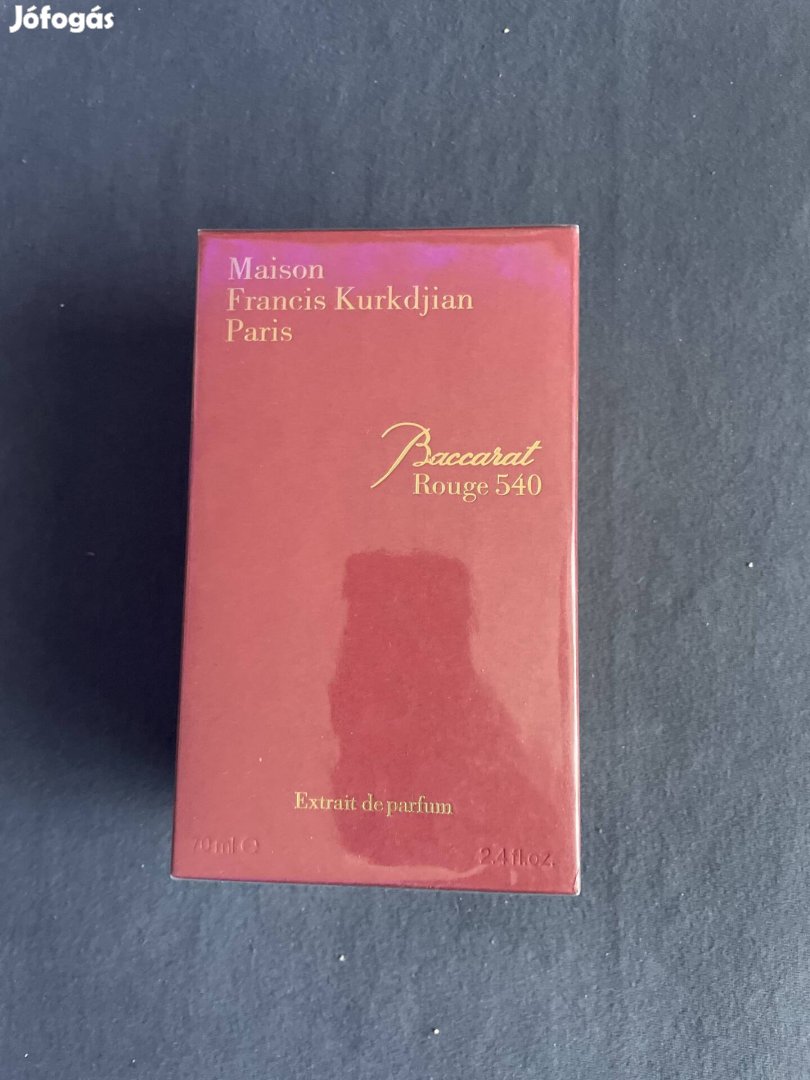 Jófogás
Maison
Francis Kurkdjian
Paris
Baccarat
Rouge 540
Extrait de parfum
70 ml ℮ 2.4 fl.oz.